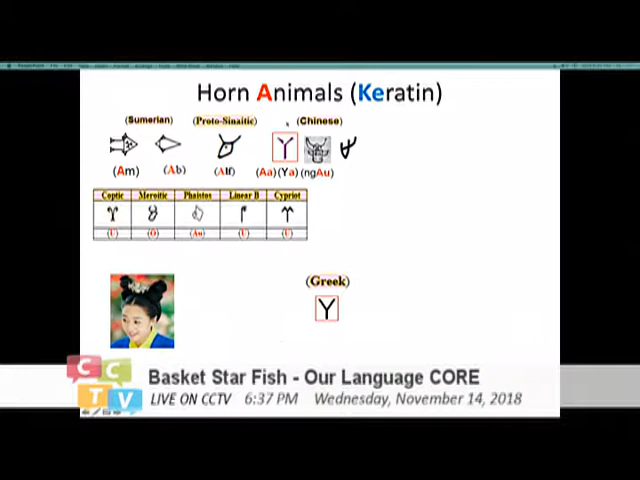 Horn Animals (Keratin)
(Sumerian) (Proto-Sinaitic) (Chinese)
(Am) (Ab) (Alf) (Aa) (Ya) (ngAu)
Coptic Meroitic Phaistos Linear B Cypriot
(U) (O) (Au) (U) (U)
(Greek)
Y
CCTV
Basket Star Fish - Our Language CORE
LIVE ON CCTV 6:37 PM Wednesday, November 14, 2018